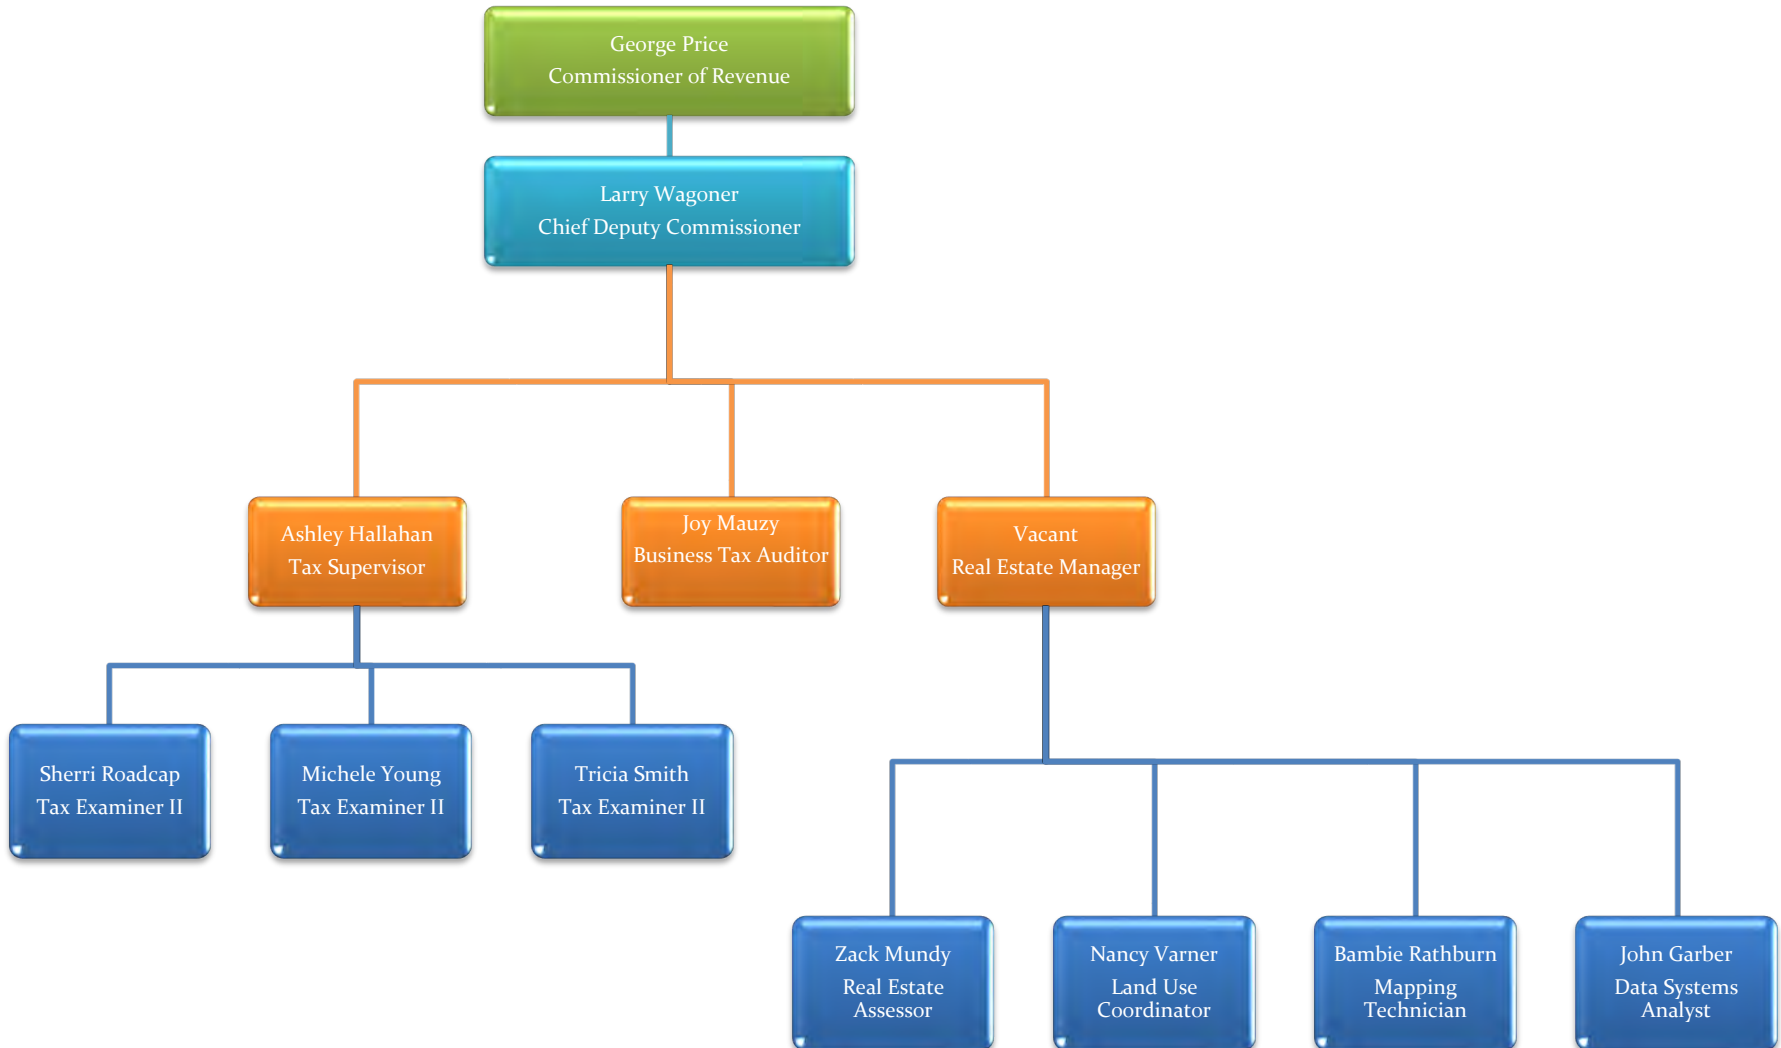 George Price
Commissioner of Revenue
Larry Wagoner
Chief Deputy Commissioner
Ashley Hallahan
Tax Supervisor
Joy Mauzy
Business Tax Auditor
Vacant
Real Estate Manager
Sherri Roadcap
Tax Examiner II
Michele Young
Tax Examiner II
Tricia Smith
Tax Examiner II
Zack Mundy
Real Estate
Assessor
Nancy Varner
Land Use
Coordinator
Bambie Rathburn
Mapping
Technician
John Garber
Data Systems
Analyst